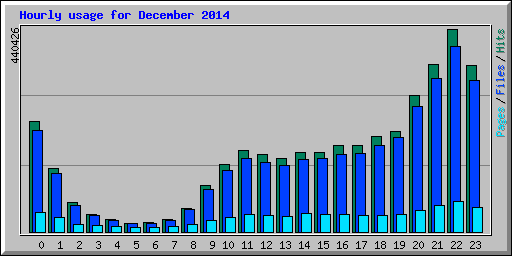 Hourly usage for December 2014
440426
Pages / Files / Hits
0 1 2 3 4 5 6 7 8 9 10 11 12 13 14 15 16 17 18 19 20 21 22 23